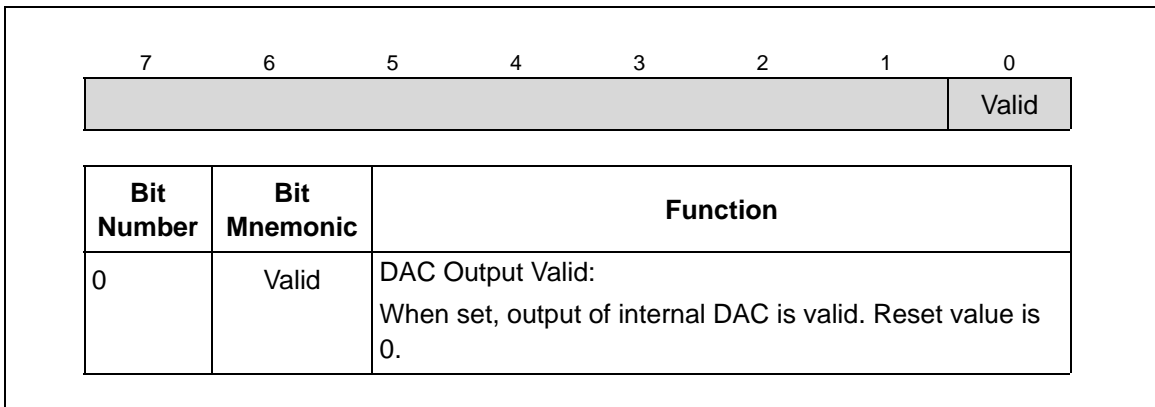 7 6 5 4 3 2 1 0
Valid
Bit Number Bit Mnemonic Function
0 Valid DAC Output Valid:
When set, output of internal DAC is valid. Reset value is
0.